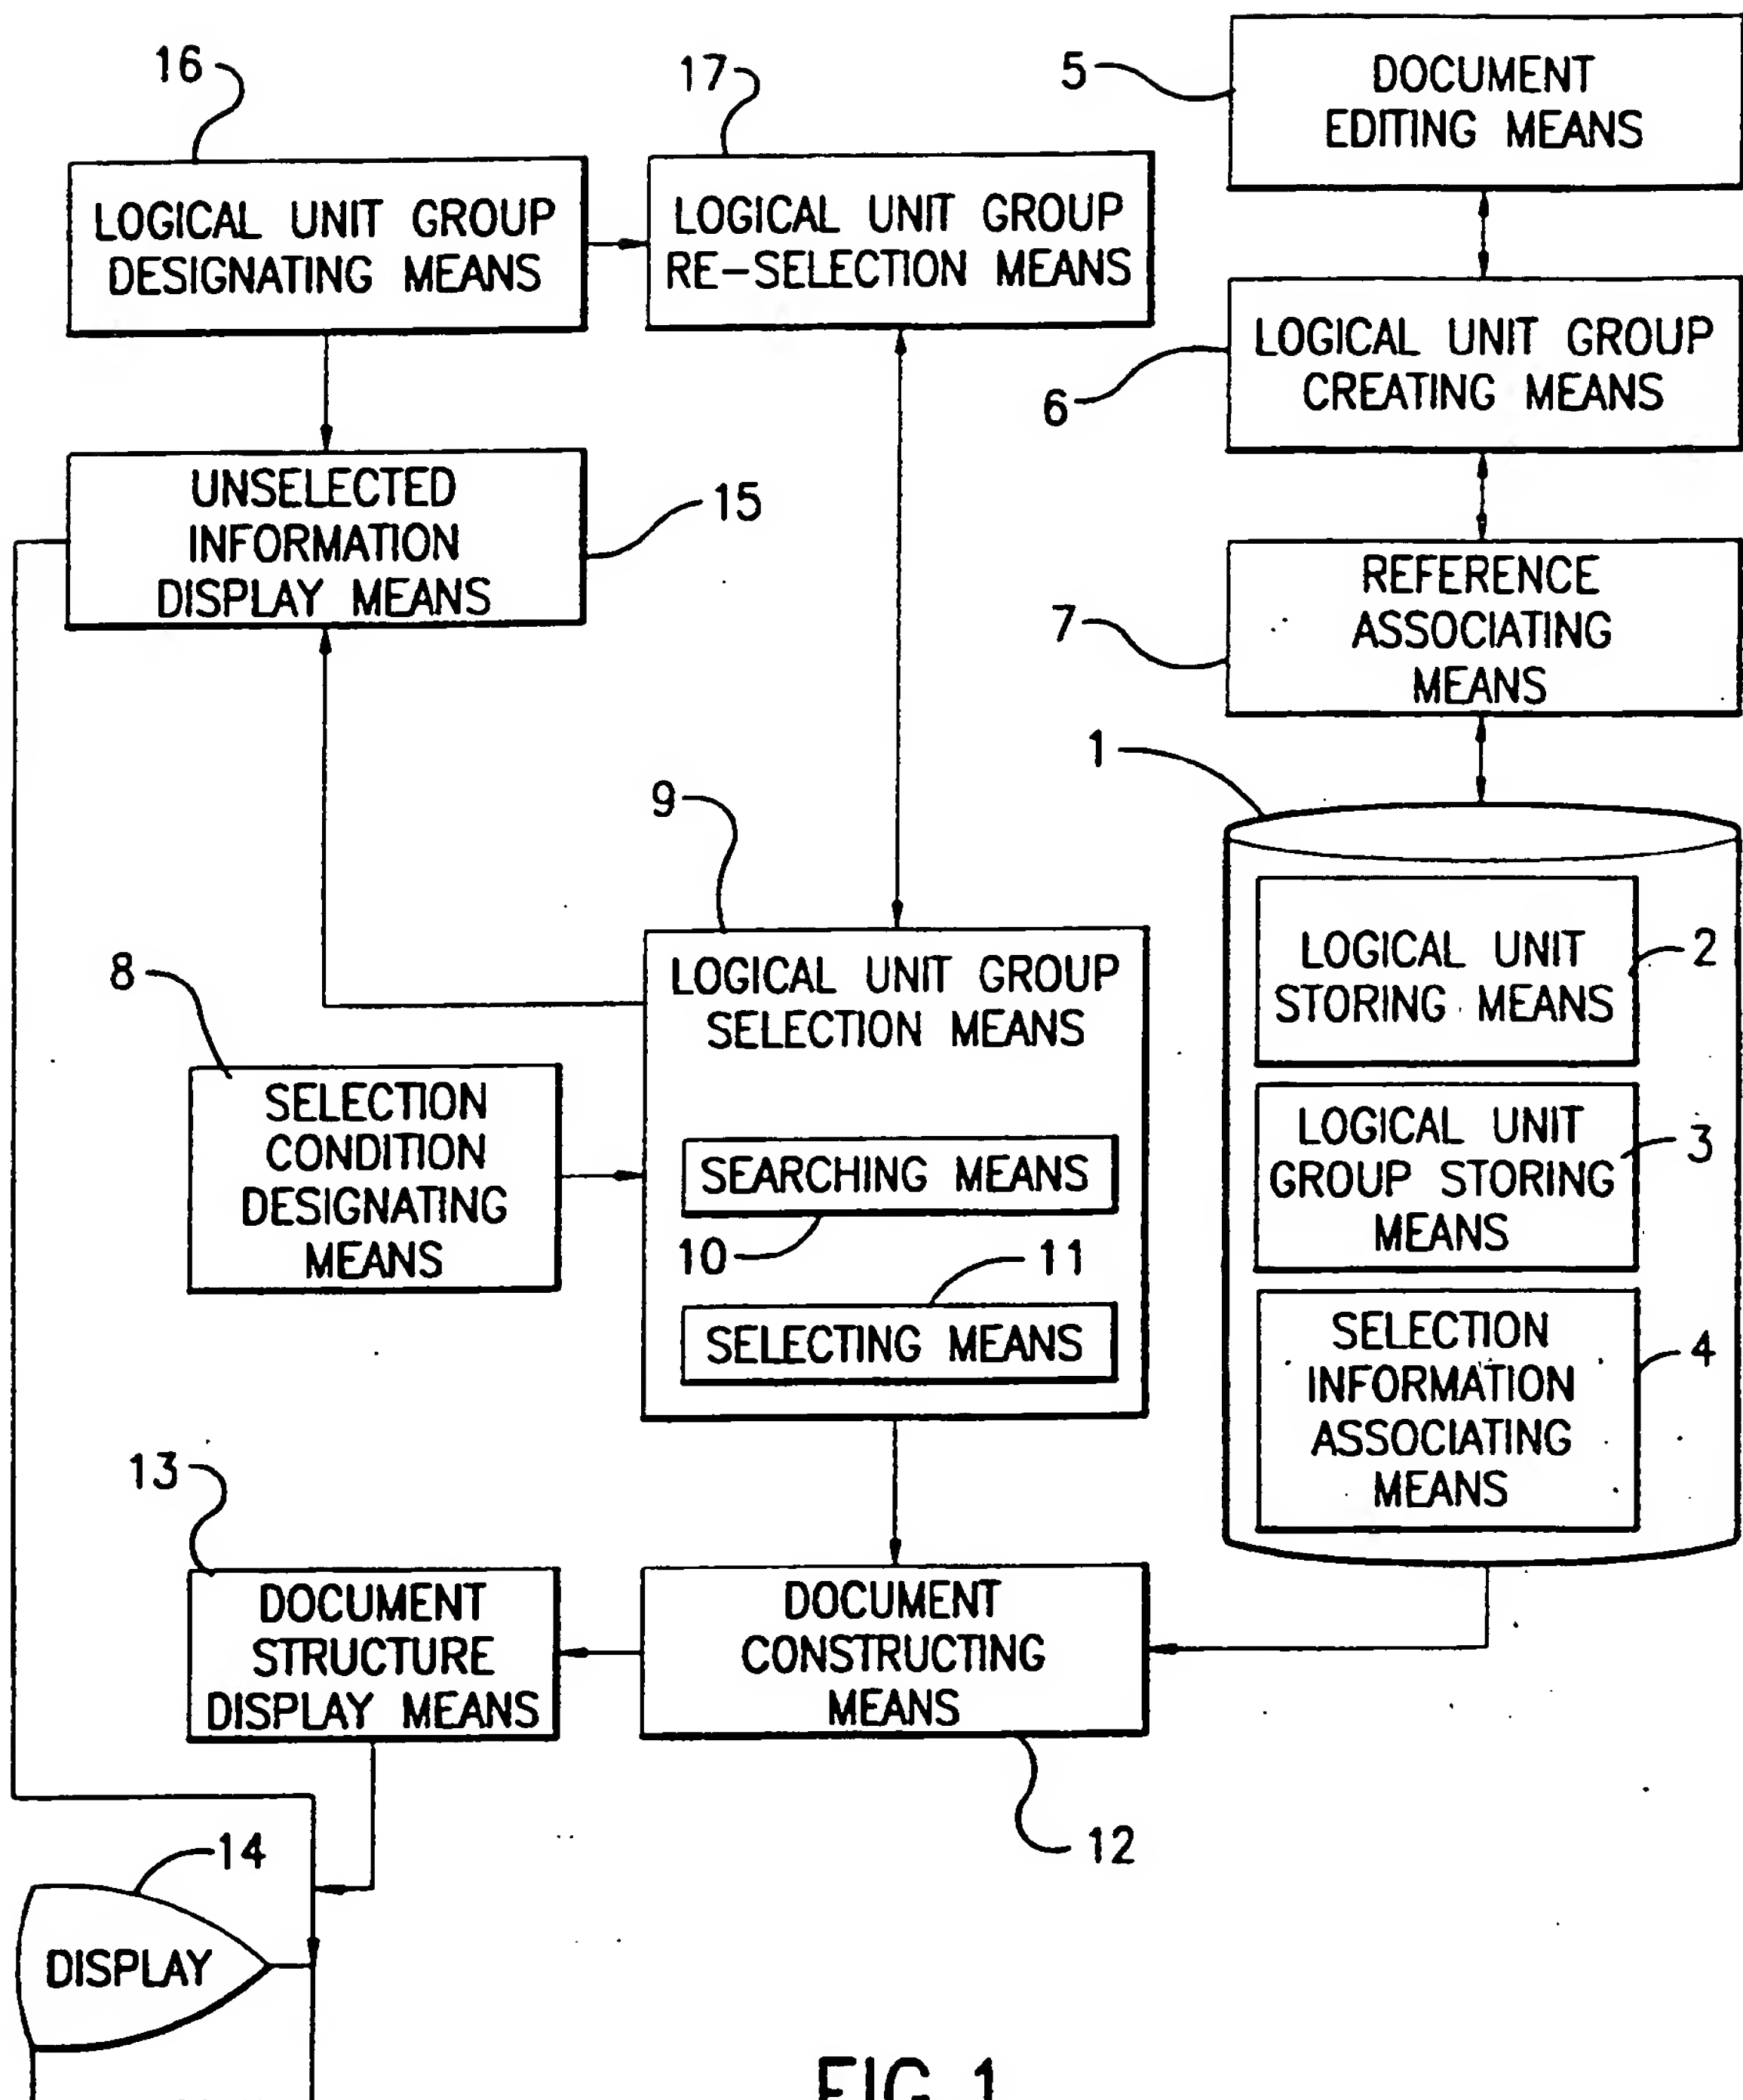 16
17
5
DOCUMENT
EDITING MEANS
LOGICAL UNIT GROUP
DESIGNATING MEANS
LOGICAL UNIT GROUP
RE-SELECTION MEANS
6
LOGICAL UNIT GROUP
CREATING MEANS
UNSELECTED
INFORMATION
DISPLAY MEANS
15
7
REFERENCE
ASSOCIATING
MEANS
1
9
8
LOGICAL UNIT GROUP
SELECTION MEANS
LOGICAL UNIT
STORING MEANS
2
SELECTION
CONDITION
DESIGNATING
MEANS
SEARCHING MEANS
10
11
SELECTING MEANS
LOGICAL UNIT
GROUP STORING
MEANS
3
SELECTION
INFORMATION
ASSOCIATING
MEANS
4
13
DOCUMENT
STRUCTURE
DISPLAY MEANS
DOCUMENT
CONSTRUCTING
MEANS
12
14
DISPLAY
FIG. 1